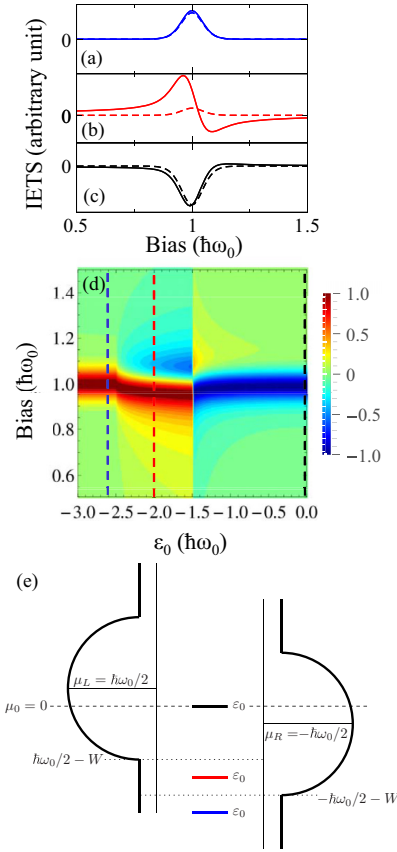 IETS (arbitrary unit)
0
(a)
0
(b)
0
(c)
0.5 1 1.5
Bias (ħω₀)
(d)
Bias (ħω₀)
1.4
1.2
1.0
0.8
0.6
−3.0 −2.5 −2.0 −1.5 −1.0 −0.5 0.0
ε₀ (ħω₀)
1.0
0.5
0
−0.5
−1.0
(e)
μ_L = ħω₀/2
μ₀ = 0
ε₀
μ_R = −ħω₀/2
ħω₀/2 − W
ε₀
−ħω₀/2 − W
ε₀